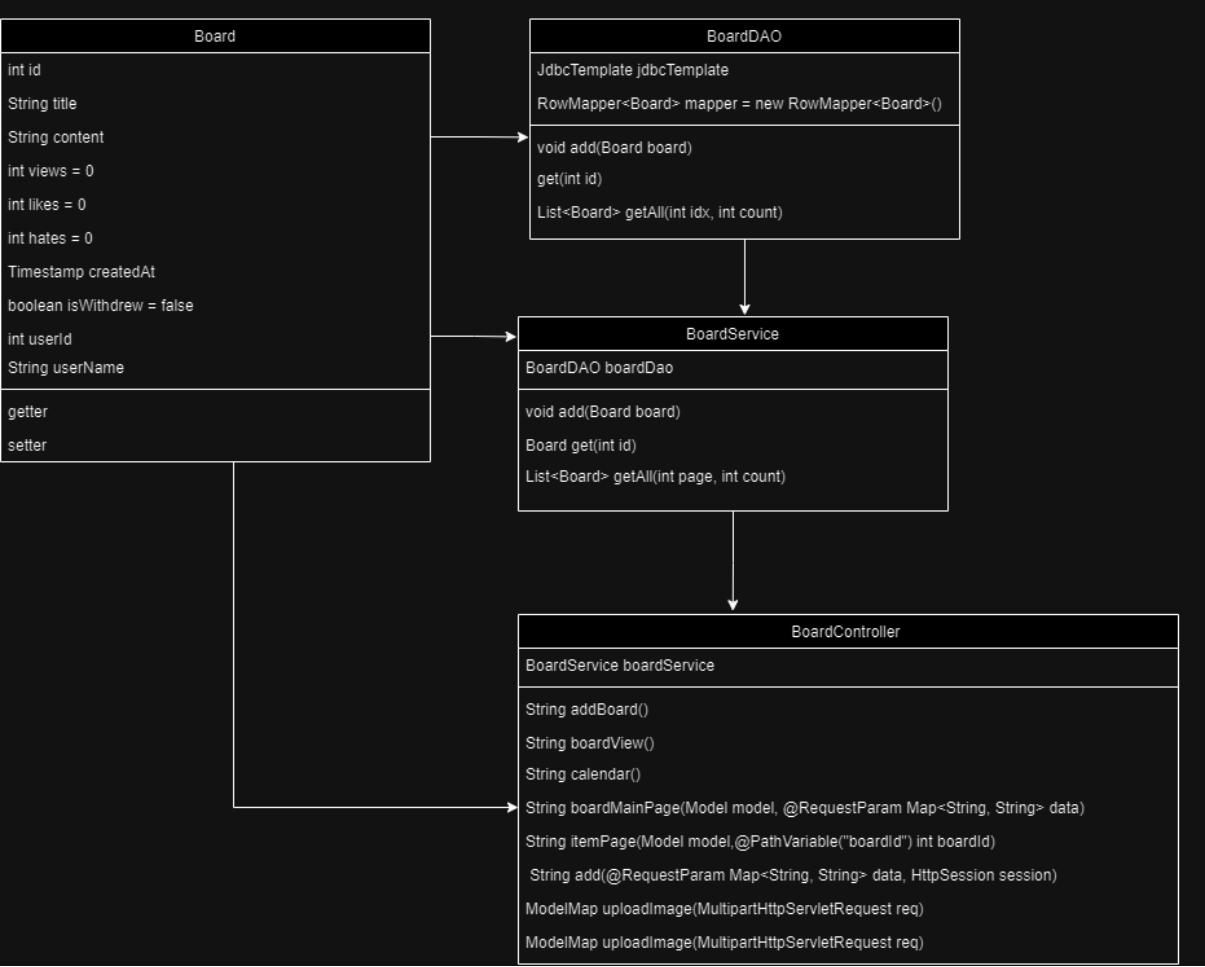 Board
int id
String title
String content
int views = 0
int likes = 0
int hates = 0
Timestamp createdAt
boolean isWithdrew = false
int userId
String userName
getter
setter
BoardDAO
JdbcTemplate jdbcTemplate
RowMapper<Board> mapper = new RowMapper<Board>()
void add(Board board)
get(int id)
List<Board> getAll(int idx, int count)
BoardService
BoardDAO boardDao
void add(Board board)
Board get(int id)
List<Board> getAll(int page, int count)
BoardController
BoardService boardService
String addBoard()
String boardView()
String calendar()
String boardMainPage(Model model, @RequestParam Map<String, String> data)
String itemPage(Model model,@PathVariable("boardId") int boardId)
String add(@RequestParam Map<String, String> data, HttpSession session)
ModelMap uploadImage(MultipartHttpServletRequest req)
ModelMap uploadImage(MultipartHttpServletRequest req)